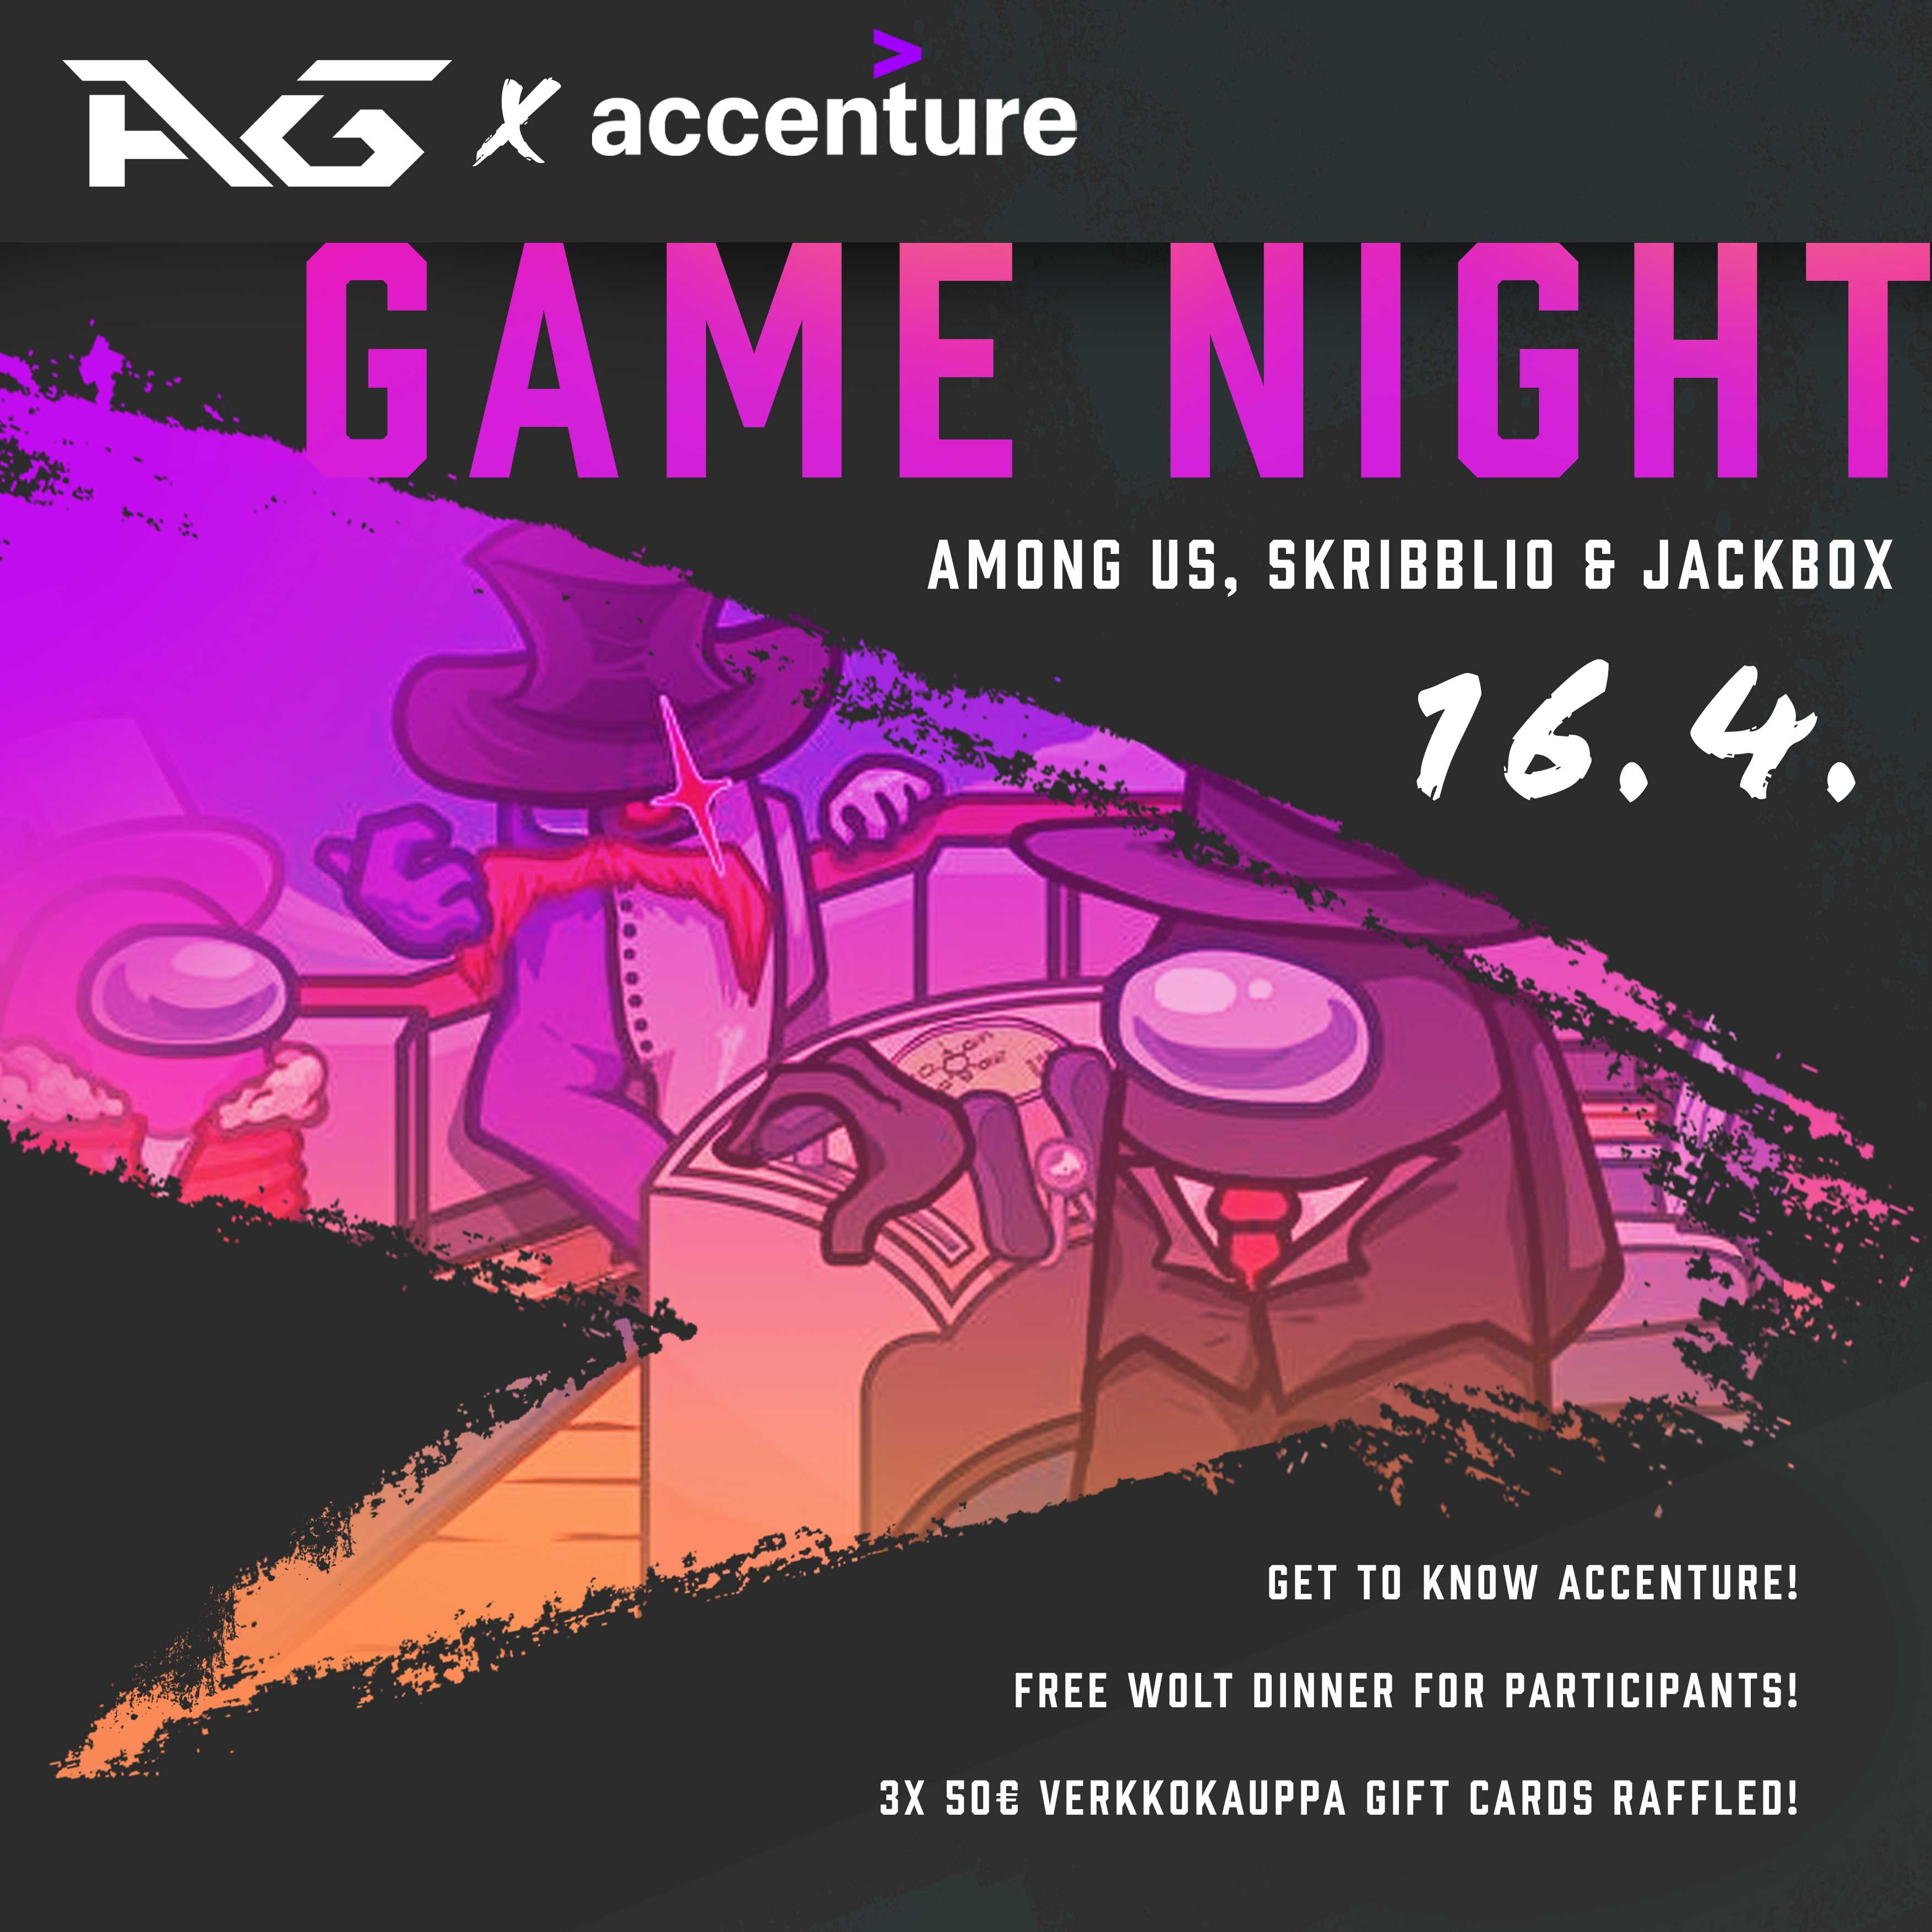 AG X accenture
>
GAME NIGHT
AMONG US, SKRIBBLIO & JACKBOX
16.4.
GET TO KNOW ACCENTURE!
FREE WOLT DINNER FOR PARTICIPANTS!
3X 50€ VERKKOKAUPPA GIFT CARDS RAFFLED!